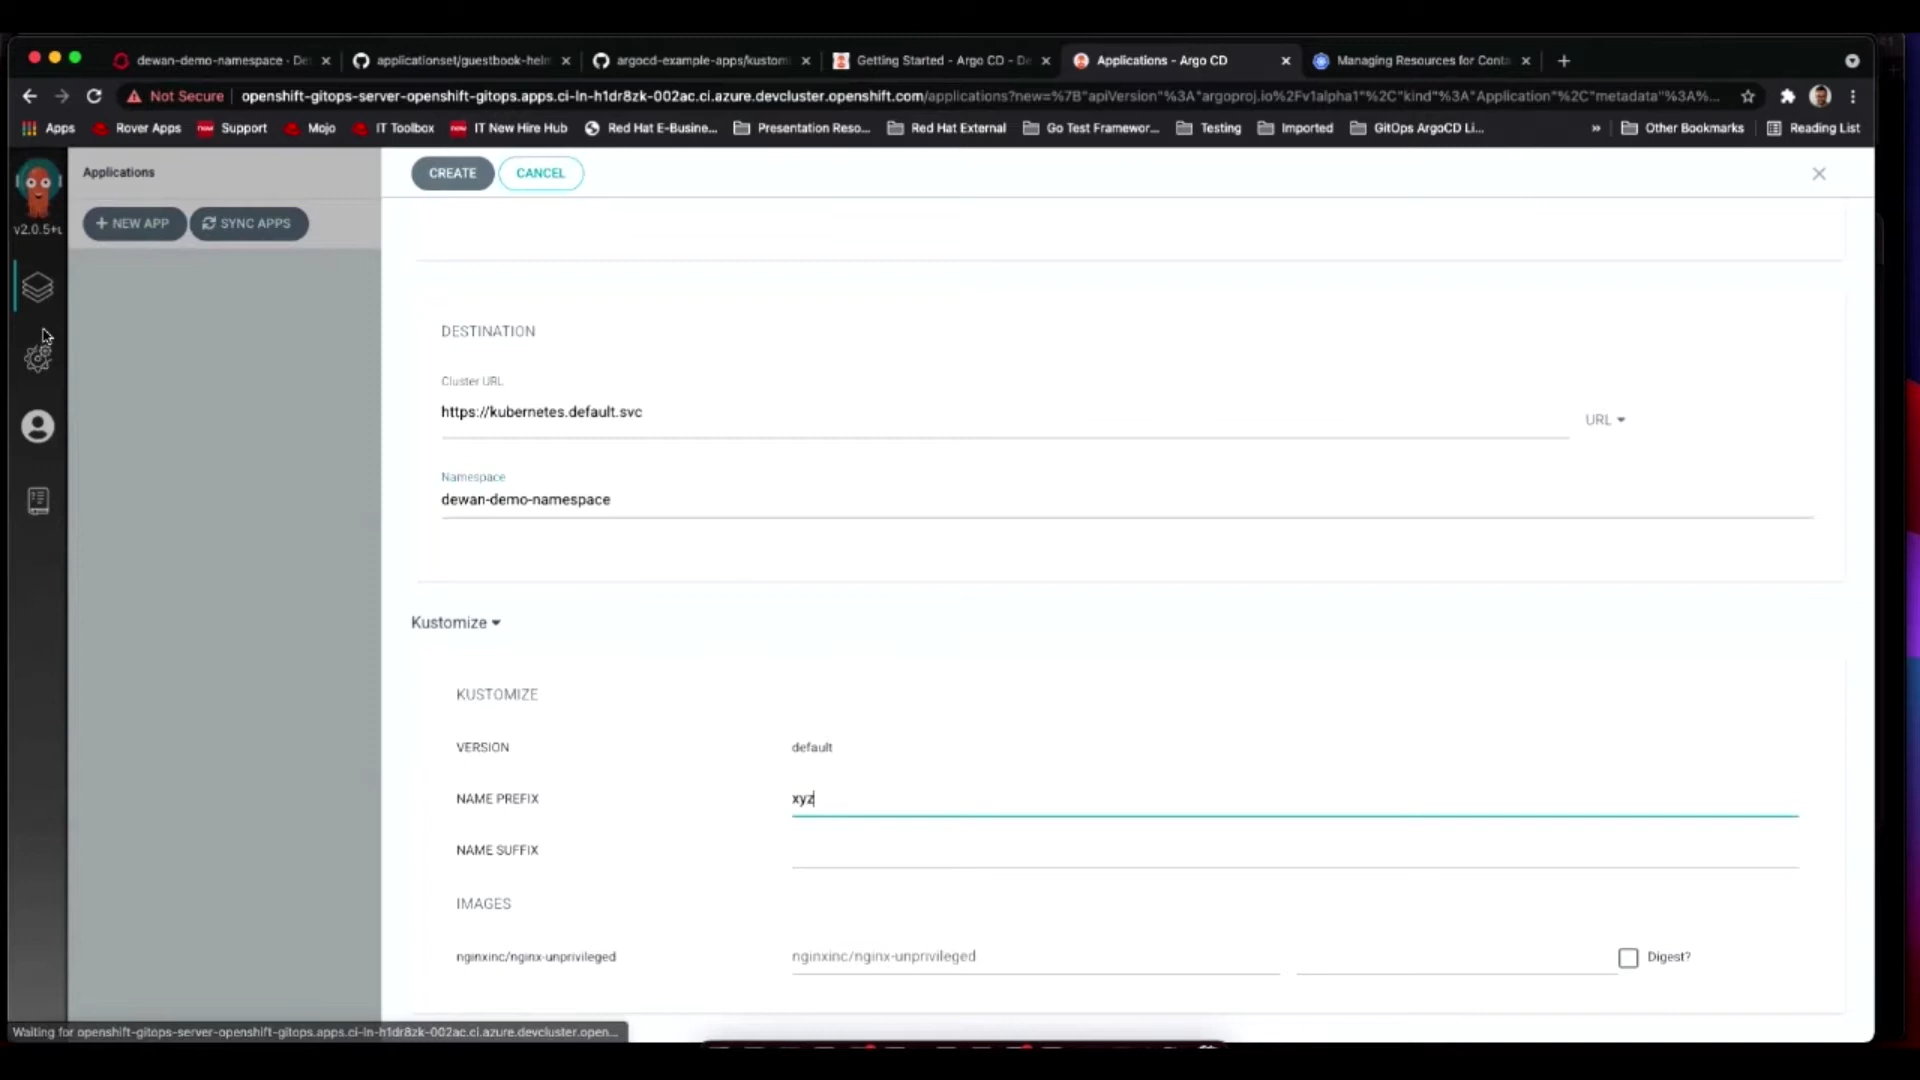 dewan-demo-namespace - De
applicationset/guestbook-helm
argocd-example-apps/kustom
Getting Started - Argo CD - De
Applications - Argo CD
Managing Resources for Conta
Not Secure
openshift-gitops-server-openshift-gitops.apps.ci-ln-h1dr8zk-002ac.ci.azure.devcluster.openshift.com/applications?new=%7B"apiVersion"%3A"argoproj.io%2Fv1alpha1"%2C"kind"%3A"Application"%2C"metadata"%3A%...
Apps
Rover Apps
Support
Mojo
IT Toolbox
IT New Hire Hub
Red Hat E-Busine...
Presentation Reso...
Red Hat External
Go Test Framewor...
Testing
Imported
GitOps ArgoCD Li...
»
Other Bookmarks
Reading List
v2.0.5+
Applications
+ NEW APP
SYNC APPS
CREATE
CANCEL
DESTINATION
Cluster URL
https://kubernetes.default.svc
URL
Namespace
dewan-demo-namespace
Kustomize
KUSTOMIZE
VERSION default
NAME PREFIX xyz
NAME SUFFIX
IMAGES
nginxinc/nginx-unprivileged nginxinc/nginx-unprivileged Digest?
Waiting for openshift-gitops-server-openshift-gitops.apps.ci-ln-h1dr8zk-002ac.ci.azure.devcluster.open...